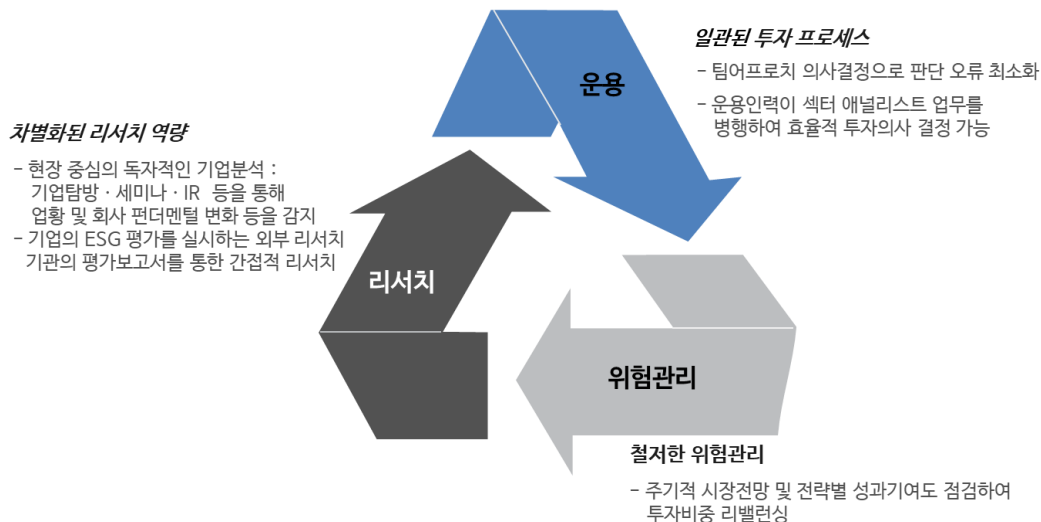 일관된 투자 프로세스
- 팀어프로치 의사결정으로 판단 오류 최소화
- 운용인력이 섹터 애널리스트 업무를
병행하여 효율적 투자의사 결정 가능
운용
차별화된 리서치 역량
- 현장 중심의 독자적인 기업분석 :
기업탐방 · 세미나 · IR 등을 통해
업황 및 회사 펀더멘털 변화 등을 감지
- 기업의 ESG 평가를 실시하는 외부 리서치
기관의 평가보고서를 통한 간접적 리서치
리서치
위험관리
철저한 위험관리
- 주기적 시장전망 및 전략별 성과기여도 점검하여
투자비중 리밸런싱